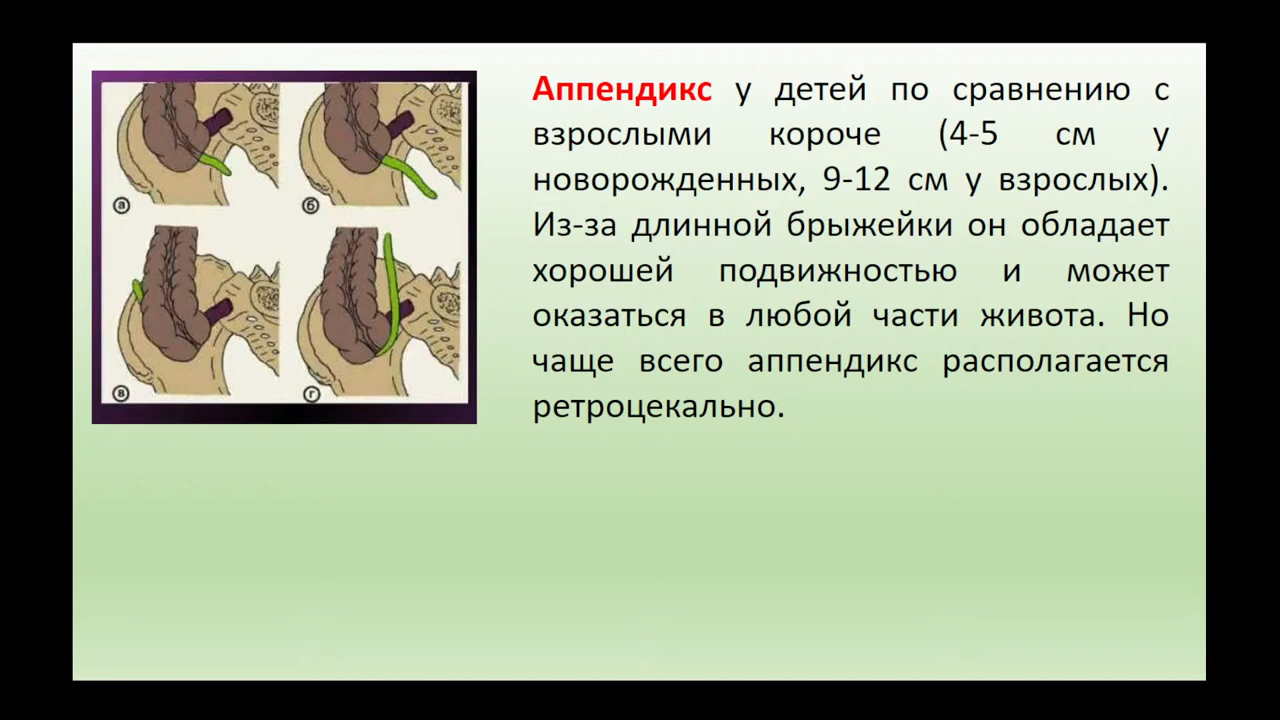 Аппендикс у детей по сравнению с
взрослыми короче (4-5 см у
новорожденных, 9-12 см у взрослых).
Из-за длинной брыжейки он обладает
хорошей подвижностью и может
оказаться в любой части живота. Но
чаще всего аппендикс располагается
ретроцекально.
а
б
в
г